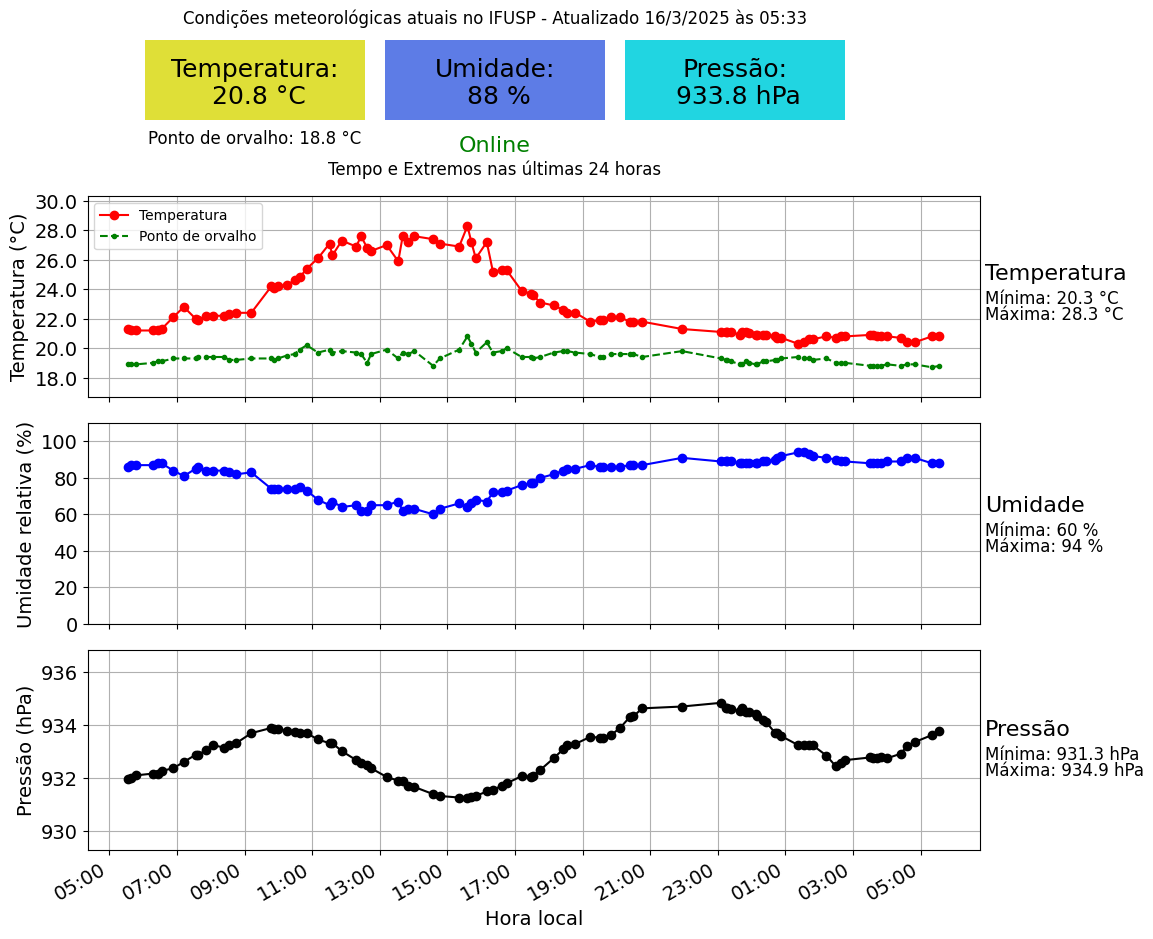 Condições meteorológicas atuais no IFUSP - Atualizado 16/3/2025 às 05:33
Temperatura:
20.8 °C
Umidade:
88 %
Pressão:
933.8 hPa
Ponto de orvalho: 18.8 °C
Online
Tempo e Extremos nas últimas 24 horas
Temperatura (°C)
30.0
28.0
26.0
24.0
22.0
20.0
18.0
Temperatura
Ponto de orvalho
Temperatura
Mínima: 20.3 °C
Máxima: 28.3 °C
Umidade relativa (%)
100
80
60
40
20
0
Umidade
Mínima: 60 %
Máxima: 94 %
Pressão (hPa)
936
934
932
930
Pressão
Mínima: 931.3 hPa
Máxima: 934.9 hPa
05:00 07:00 09:00 11:00 13:00 15:00 17:00 19:00 21:00 23:00 01:00 03:00 05:00
Hora local